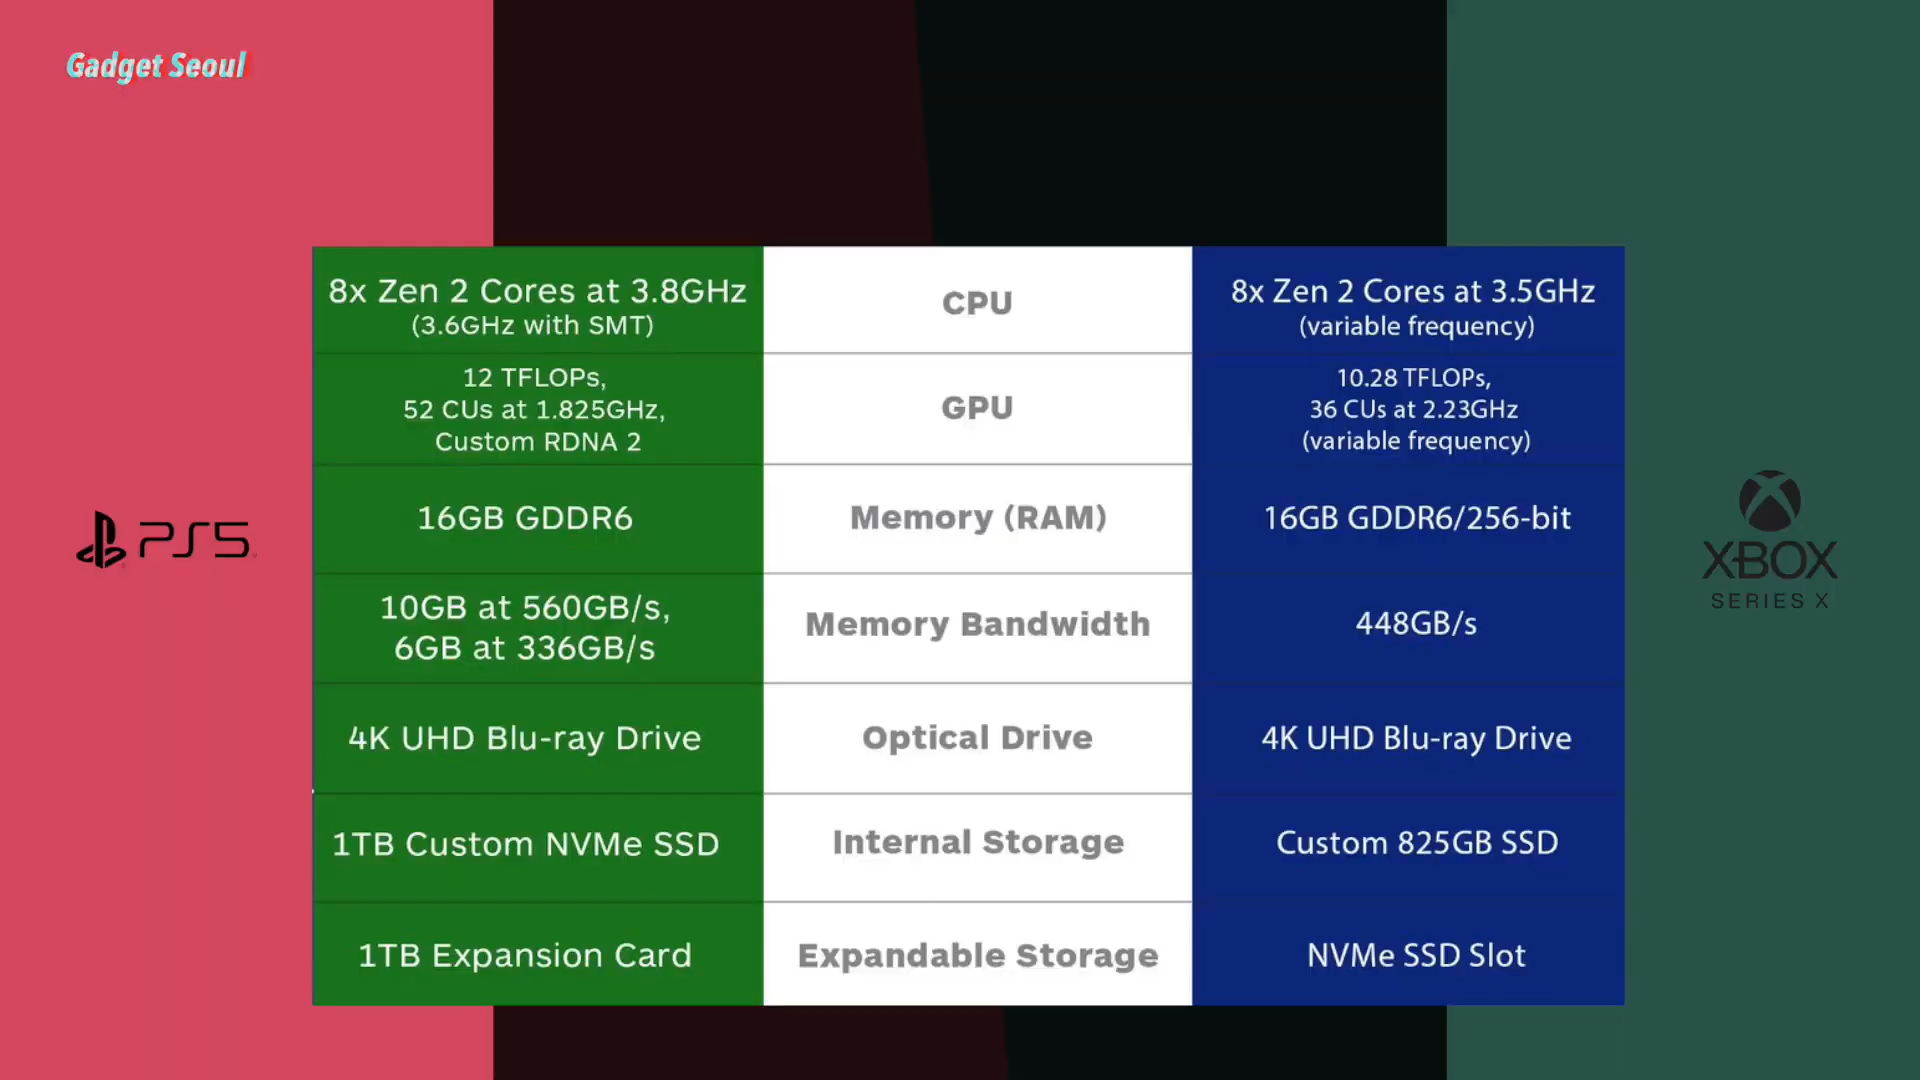 Gadget Seoul
8x Zen 2 Cores at 3.8GHz
(3.6GHz with SMT)
CPU
8x Zen 2 Cores at 3.5GHz
(variable frequency)
12 TFLOPs,
52 CUs at 1.825GHz,
Custom RDNA 2
GPU
10.28 TFLOPs,
36 CUs at 2.23GHz
(variable frequency)
16GB GDDR6
Memory (RAM)
16GB GDDR6/256-bit
PS5
XBOX
SERIES X
10GB at 560GB/s,
6GB at 336GB/s
Memory Bandwidth
448GB/s
4K UHD Blu-ray Drive
Optical Drive
4K UHD Blu-ray Drive
1TB Custom NVMe SSD
Internal Storage
Custom 825GB SSD
1TB Expansion Card
Expandable Storage
NVMe SSD Slot